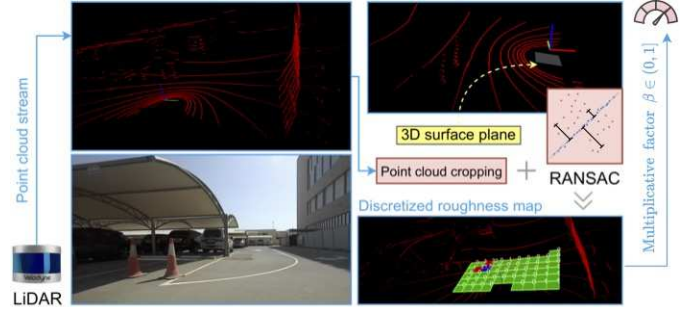 Point cloud stream
Velodyne
LiDAR
3D surface plane
Point cloud cropping
+
RANSAC
Discretized roughness map
Multiplicative factor β ∈ (0, 1]